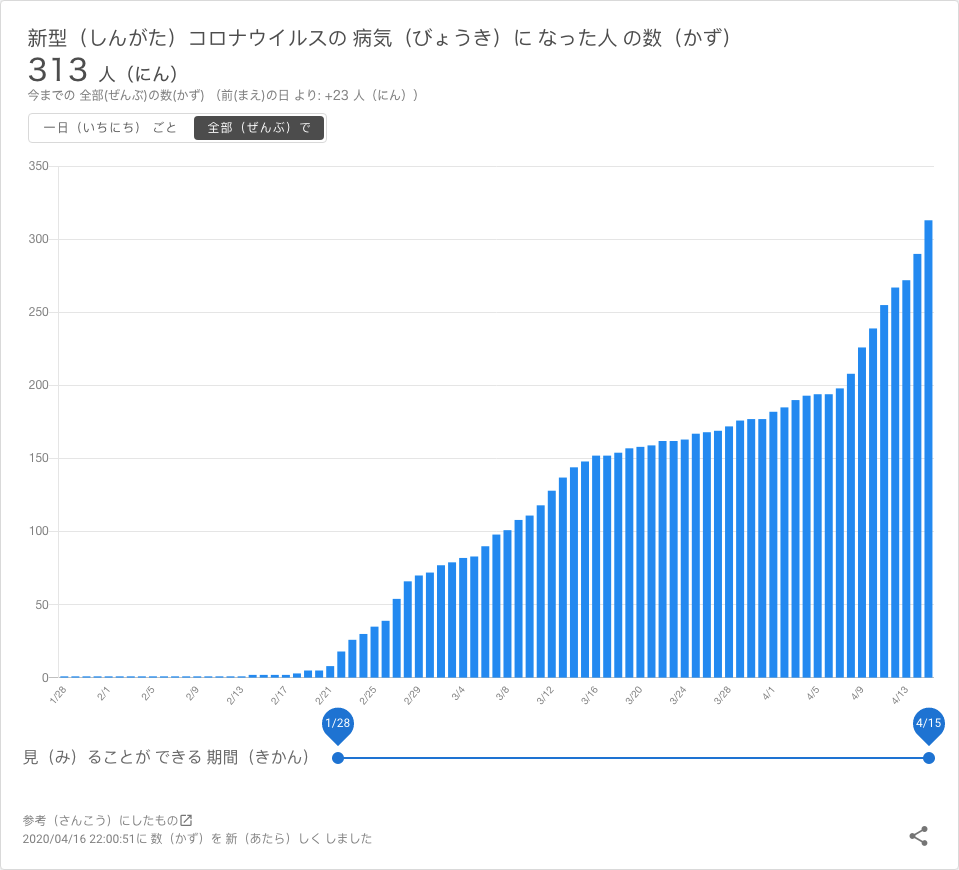 新型（しんがた）コロナウイルスの 病気（びょうき）に なった人 の数（かず）
313 人（にん）
今までの 全部(ぜんぶ)の数(かず) （前(まえ)の日 より: +23 人（にん））
一日（いちにち） ごと 全部（ぜんぶ）で
350
300
250
200
150
100
50
0
1/28 2/1 2/5 2/9 2/13 2/17 2/21 2/25 2/29 3/4 3/8 3/12 3/16 3/20 3/24 3/28 4/1 4/5 4/9 4/13
1/28 4/15
見（み）ることが できる 期間（きかん）
参考（さんこう）にしたもの
2020/04/16 22:00:51に 数（かず）を 新（あたら）しく しました